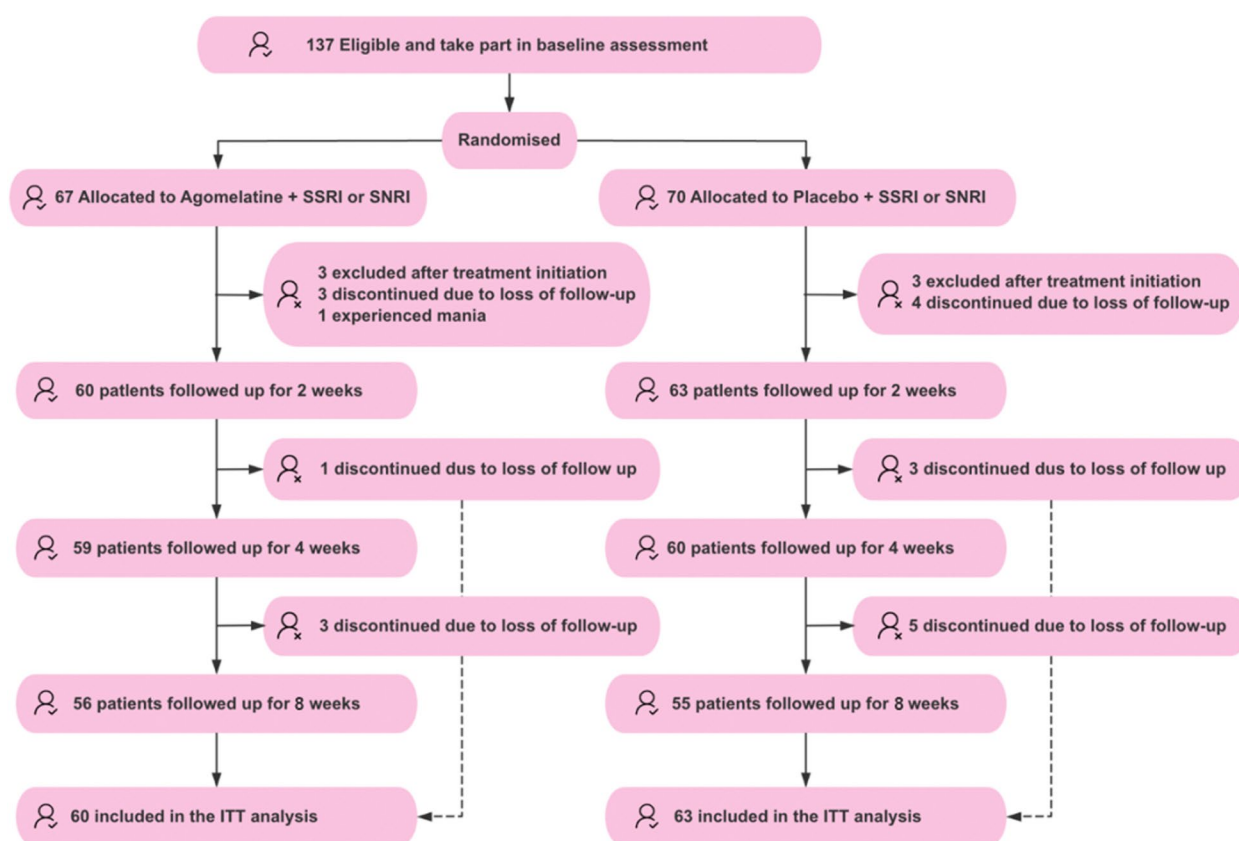 137 Eligible and take part in baseline assessment
Randomised
67 Allocated to Agomelatine + SSRI or SNRI
70 Allocated to Placebo + SSRI or SNRI
3 excluded after treatment initiation
3 discontinued due to loss of follow-up
1 experienced mania
3 excluded after treatment initiation
4 discontinued due to loss of follow-up
60 patients followed up for 2 weeks
63 patients followed up for 2 weeks
1 discontinued dus to loss of follow up
3 discontinued dus to loss of follow up
59 patients followed up for 4 weeks
60 patients followed up for 4 weeks
3 discontinued due to loss of follow-up
5 discontinued due to loss of follow-up
56 patients followed up for 8 weeks
55 patients followed up for 8 weeks
60 included in the ITT analysis
63 included in the ITT analysis